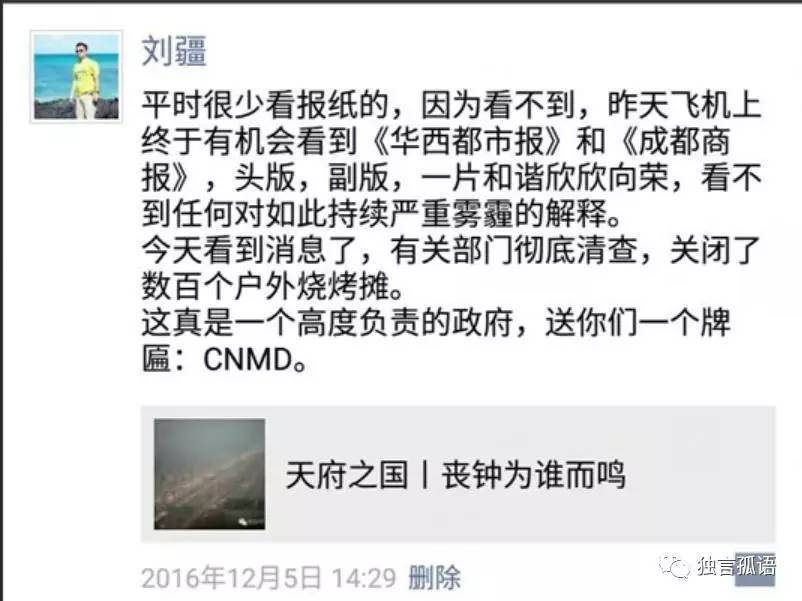 刘疆
平时很少看报纸的，因为看不到，昨天飞机上
终于有机会看到《华西都市报》和《成都商
报》，头版，副版，一片和谐欣欣向荣，看不
到任何对如此持续严重雾霾的解释。
今天看到消息了，有关部门彻底清查，关闭了
数百个户外烧烤摊。
这真是一个高度负责的政府，送你们一个牌
匾：CNMD。
天府之国丨丧钟为谁而鸣
2016年12月5日 14:29 删除
独言孤语